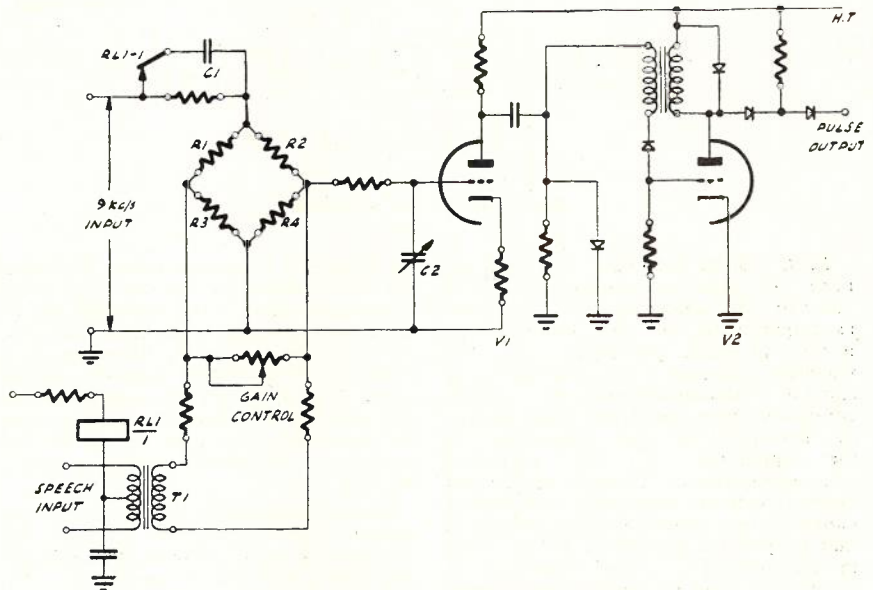 H.T
RL1-1
C1
R1
R2
R3
R4
9 kc/s
INPUT
C2
V1
V2
PULSE
OUTPUT
GAIN
CONTROL
RL1
1
SPEECH
INPUT
T1